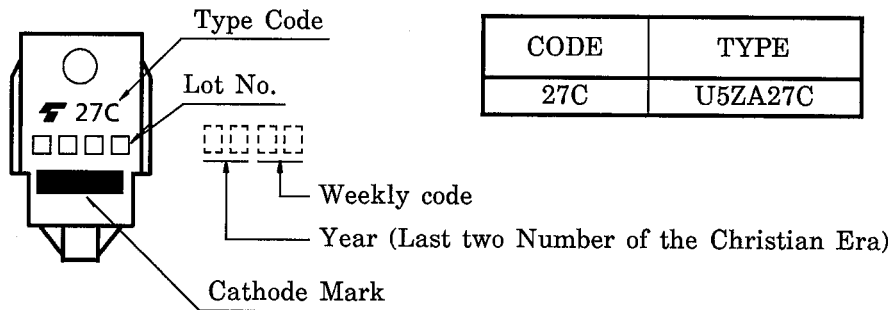 Type Code
CODE TYPE
27C U5ZA27C
Lot No.
27C
Weekly code
Year (Last two Number of the Christian Era)
Cathode Mark